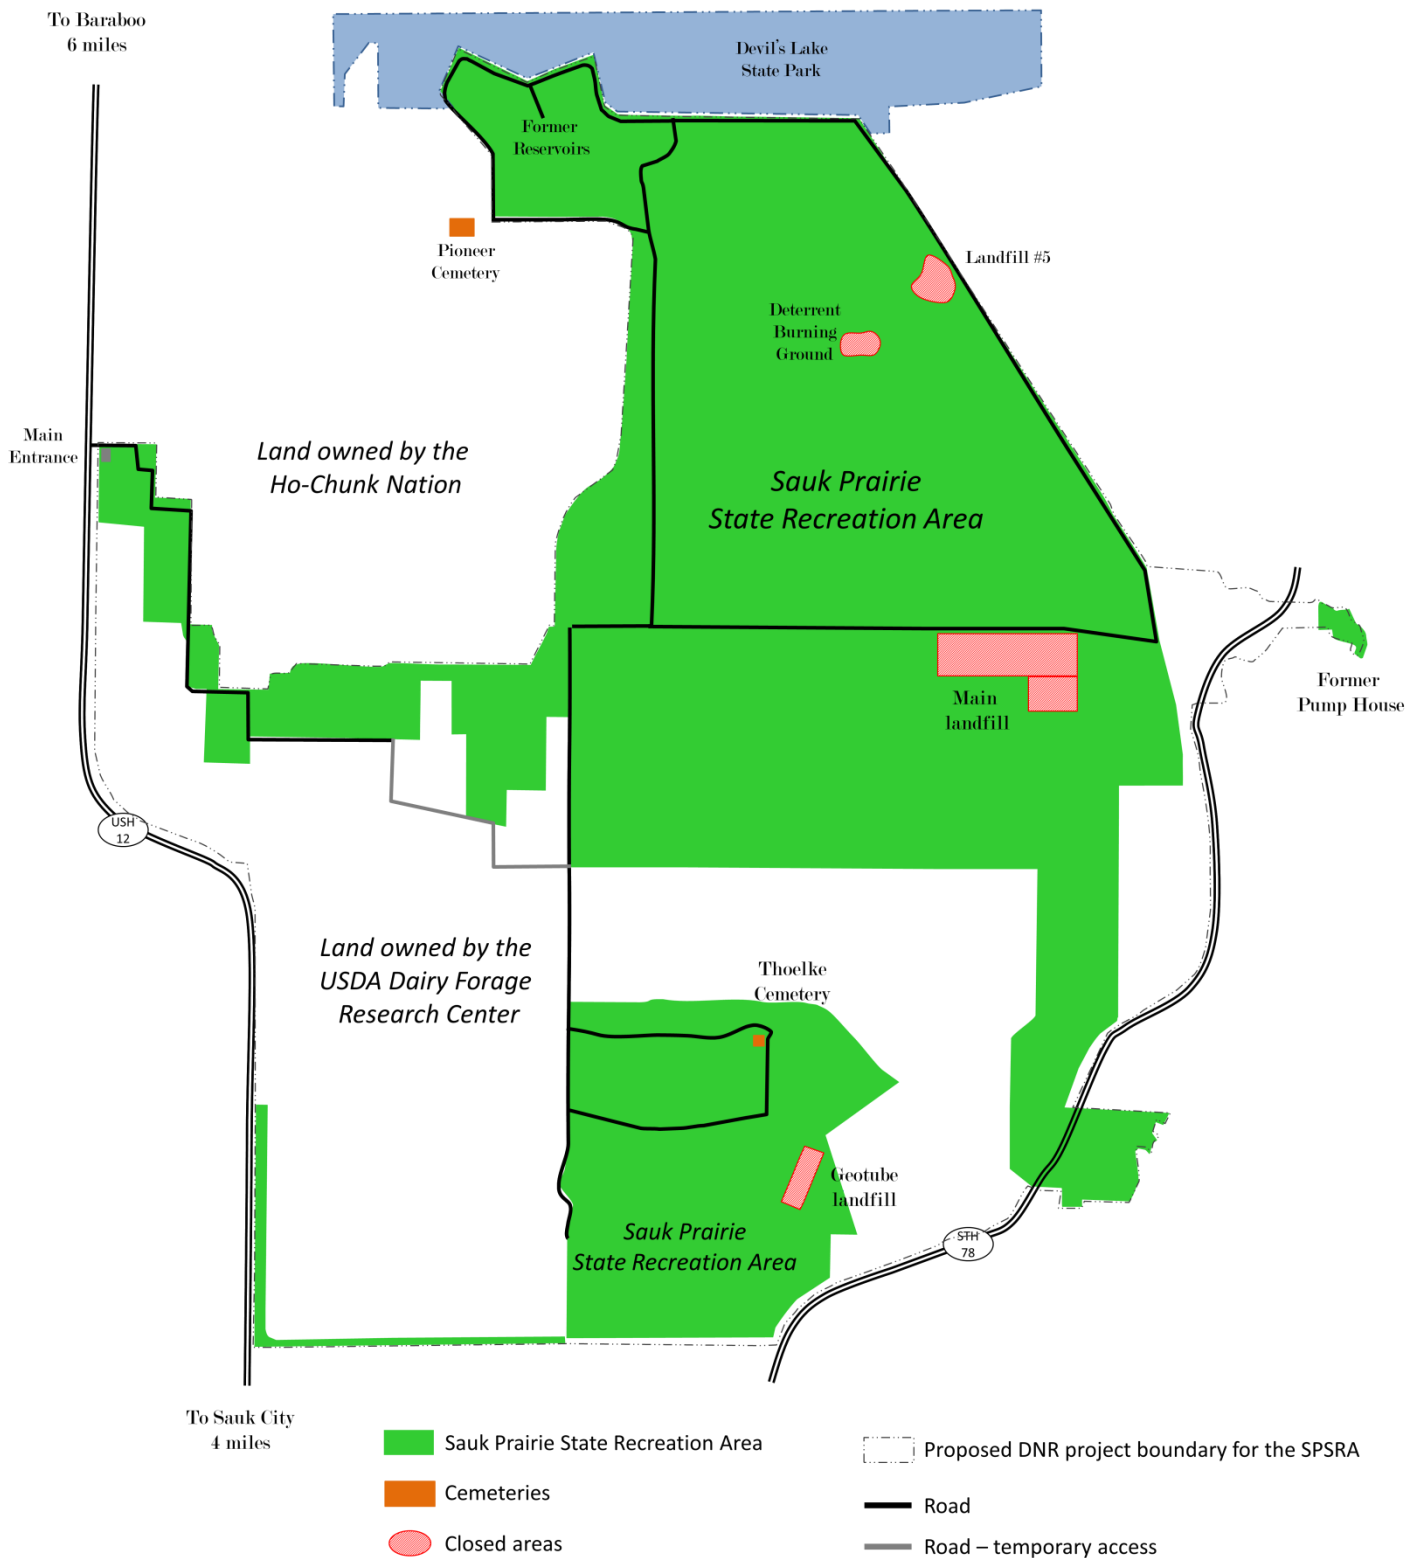 To Baraboo
6 miles
Devil's Lake
State Park
Former
Reservoirs
Pioneer
Cemetery
Landfill #5
Deterrent
Burning
Ground
Main
Entrance
Land owned by the
Ho-Chunk Nation
Sauk Prairie
State Recreation Area
Former
Pump House
Main
landfill
USH
12
Land owned by the
USDA Dairy Forage
Research Center
Thoelke
Cemetery
Geotube
landfill
Sauk Prairie
State Recreation Area
STH
78
To Sauk City
4 miles
Sauk Prairie State Recreation Area
Cemeteries
Closed areas
Proposed DNR project boundary for the SPSRA
Road
Road – temporary access